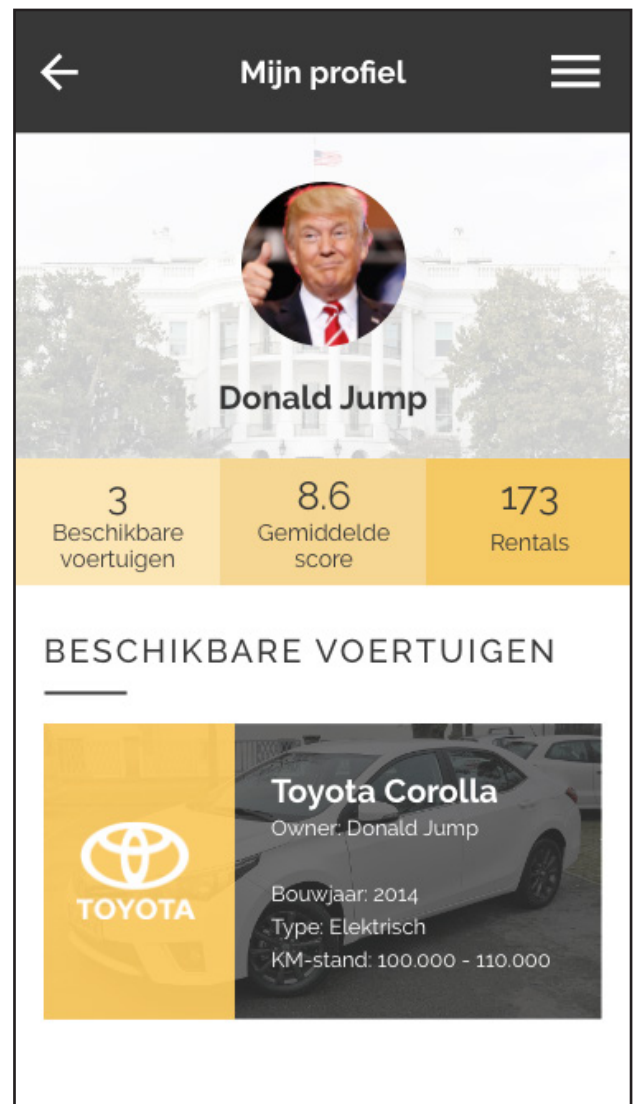 Mijn profiel
Donald Jump
3
Beschikbare
voertuigen
8.6
Gemiddelde
score
173
Rentals
BESCHIKBARE VOERTUIGEN
TOYOTA
Toyota Corolla
Owner: Donald Jump
Bouwjaar: 2014
Type: Elektrisch
KM-stand: 100.000 - 110.000